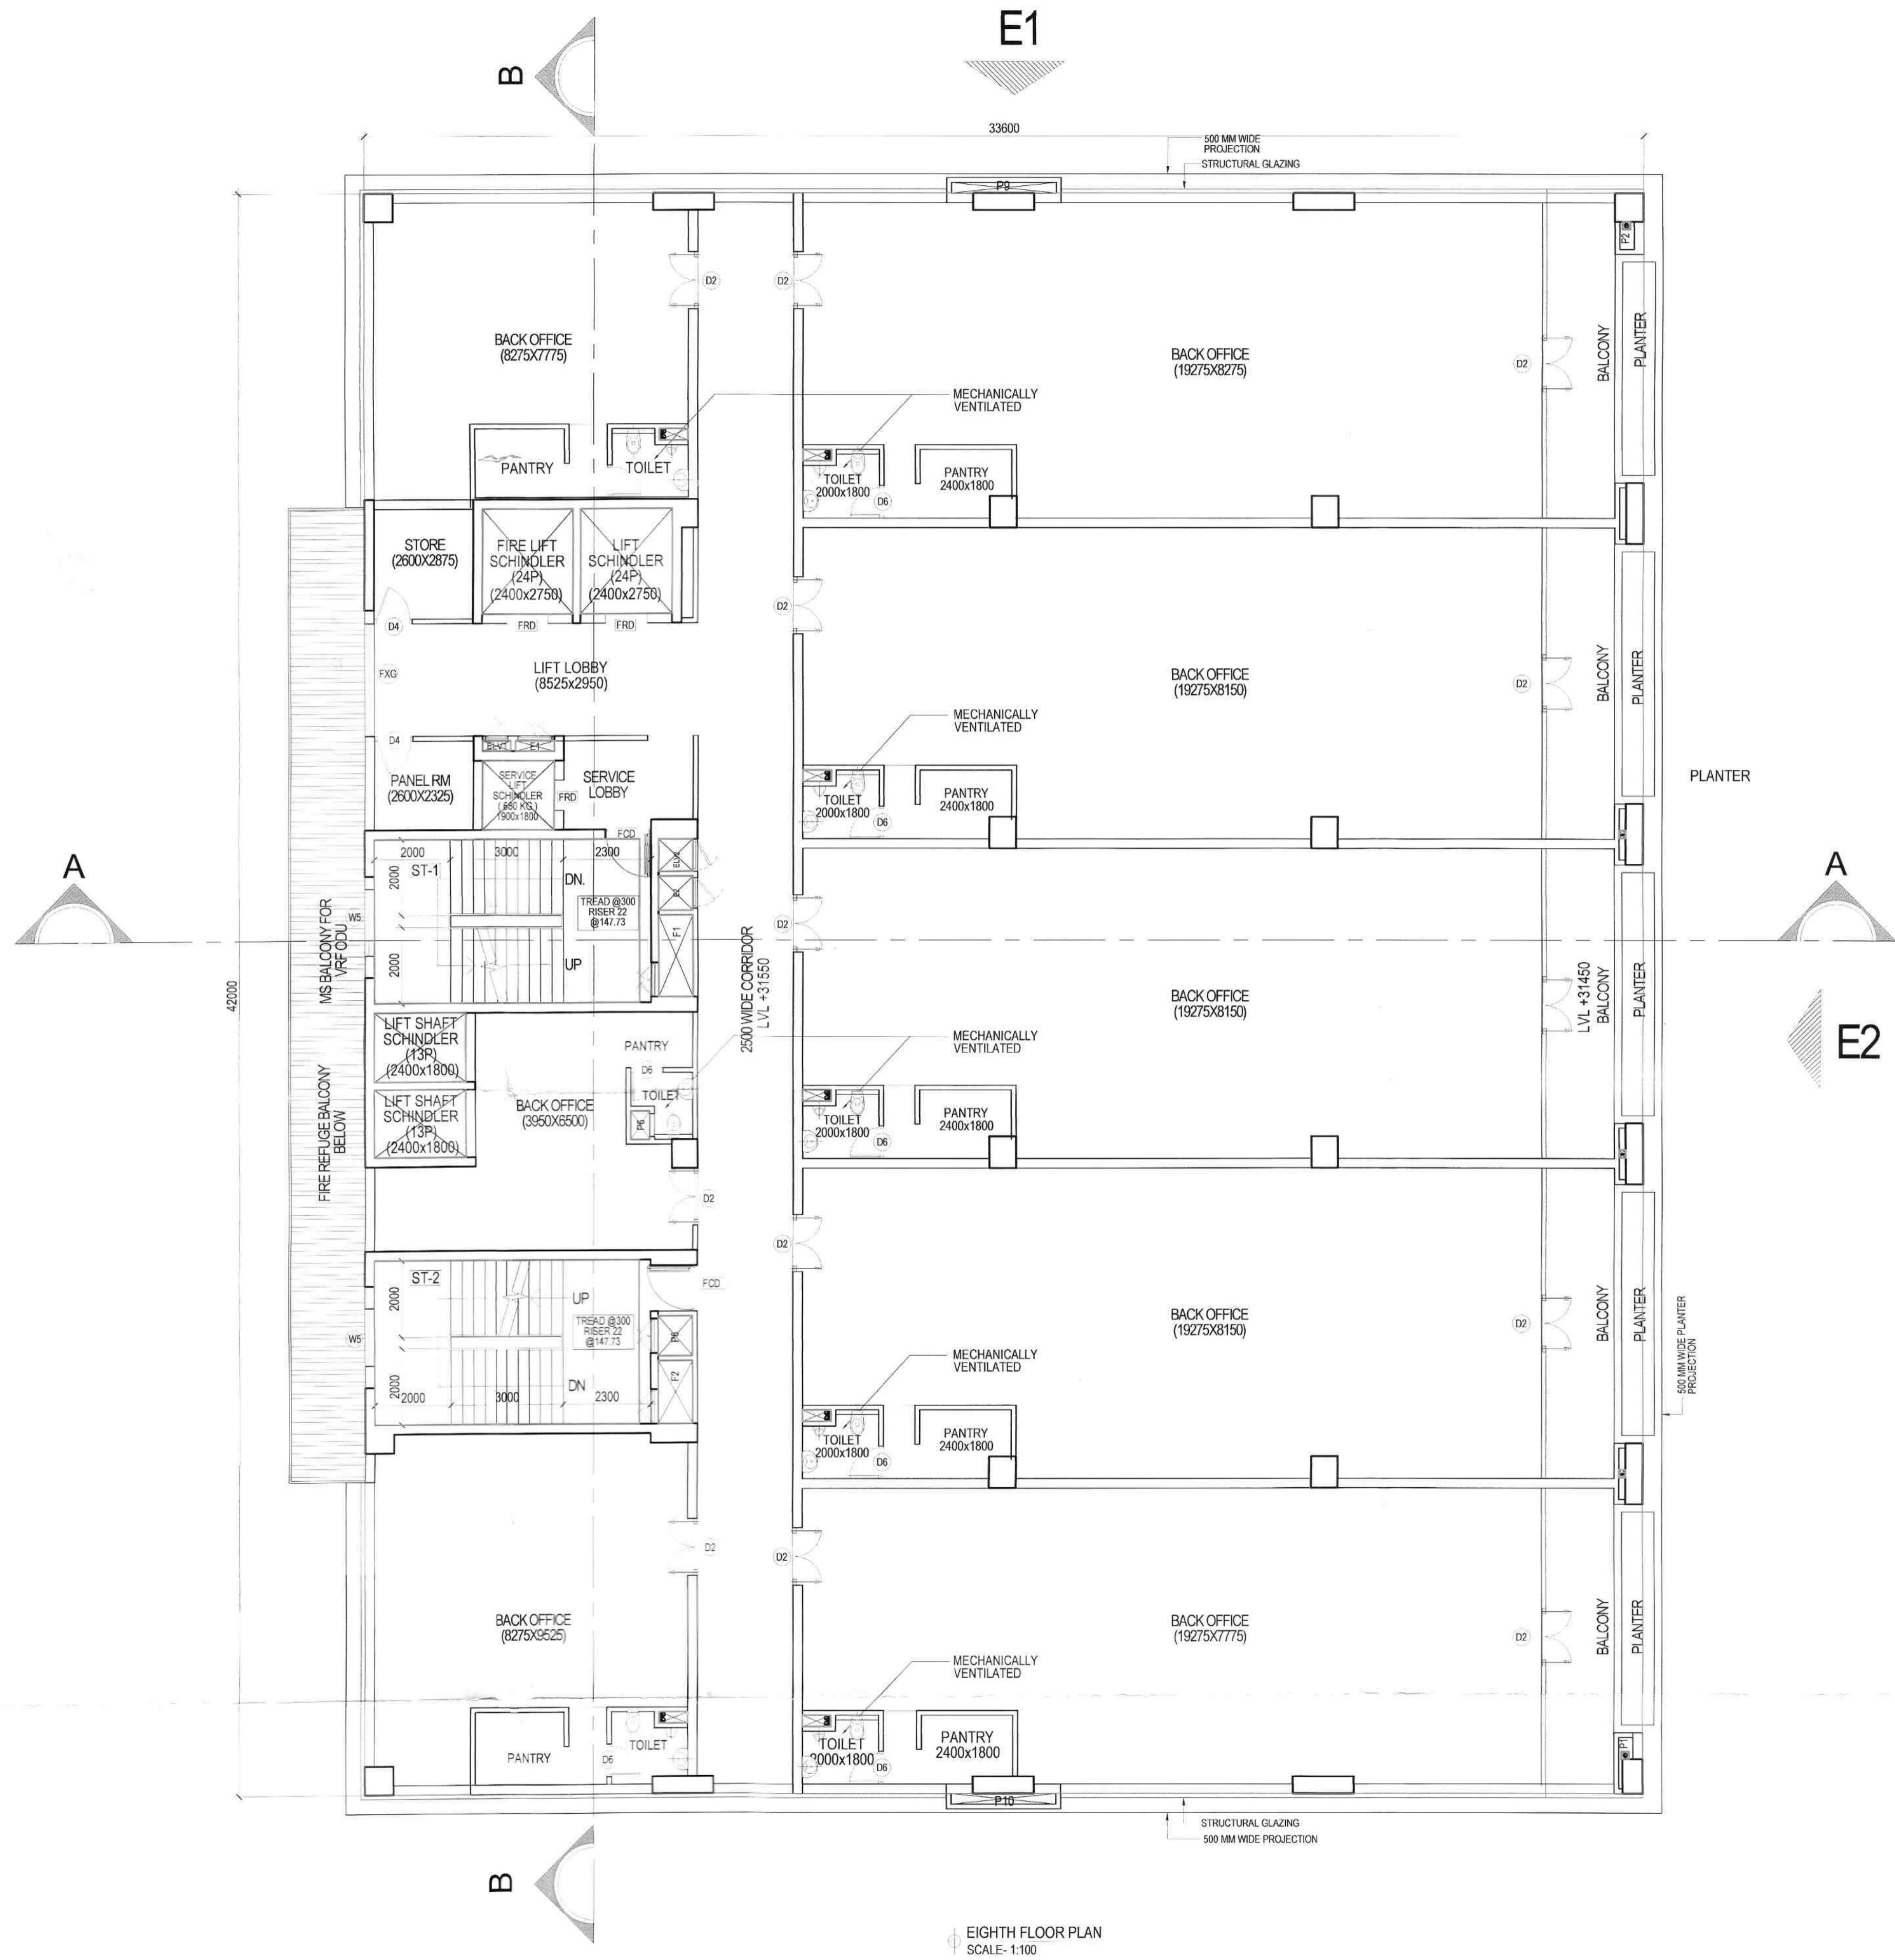 E1
B
33600
500 MM WIDE
PROJECTION
STRUCTURAL GLAZING
P9
P2
D2
D2
BACK OFFICE
(8275X7775)
BACK OFFICE
(19275X8275)
D2
BALCONY
PLANTER
MECHANICALLY
VENTILATED
PANTRY
TOILET
TOILET
2000x1800
D6
PANTRY
2400x1800
STORE
(2600X2875)
FIRE LIFT
SCHINDLER
(24P)
(2400x2750)
LIFT
SCHINDLER
(24P)
(2400x2750)
D4
FRD
FRD
D2
FXG
LIFT LOBBY
(8525x2950)
BACK OFFICE
(19275X8150)
D2
BALCONY
PLANTER
MECHANICALLY
VENTILATED
D4
ELV1
E1
PANEL RM
(2600X2325)
SERVICE
LIFT
SCHINDLER
( 680 KG )
1900x1800
FRD
SERVICE
LOBBY
TOILET
2000x1800
D6
PANTRY
2400x1800
PLANTER
FCD
2000
3000
2300
ST-1
2000
DN.
TREAD @300
RISER 22
@147.73
ELV2
E2
F1
W5
2000
UP
A
A
MS BALCONY FOR
VRF ODU
42000
2500 WIDE CORRIDOR
LVL +31550
D2
BACK OFFICE
(19275X8150)
LVL +31450
BALCONY
PLANTER
E2
LIFT SHAFT
SCHINDLER
(13P)
(2400x1800)
PANTRY
D6
MECHANICALLY
VENTILATED
LIFT SHAFT
SCHINDLER
(13P)
(2400x1800)
BACK OFFICE
(3950X6500)
TOILET
P6
TOILET
2000x1800
D6
PANTRY
2400x1800
FIRE REFUGE BALCONY
BELOW
D2
D2
ST-2
FCD
2000
UP
TREAD @300
RISER 22
@147.73
W5
F2
2000
DN
2000
3000
2300
BACK OFFICE
(19275X8150)
D2
BALCONY
PLANTER
500 MM WIDE PLANTER
PROJECTION
MECHANICALLY
VENTILATED
TOILET
2000x1800
D6
PANTRY
2400x1800
D2
D2
BACK OFFICE
(8275X9525)
BACK OFFICE
(19275X7775)
D2
BALCONY
PLANTER
MECHANICALLY
VENTILATED
PANTRY
D6
TOILET
TOILET
2000x1800
D6
PANTRY
2400x1800
P1
P10
STRUCTURAL GLAZING
500 MM WIDE PROJECTION
B
EIGHTH FLOOR PLAN
SCALE- 1:100